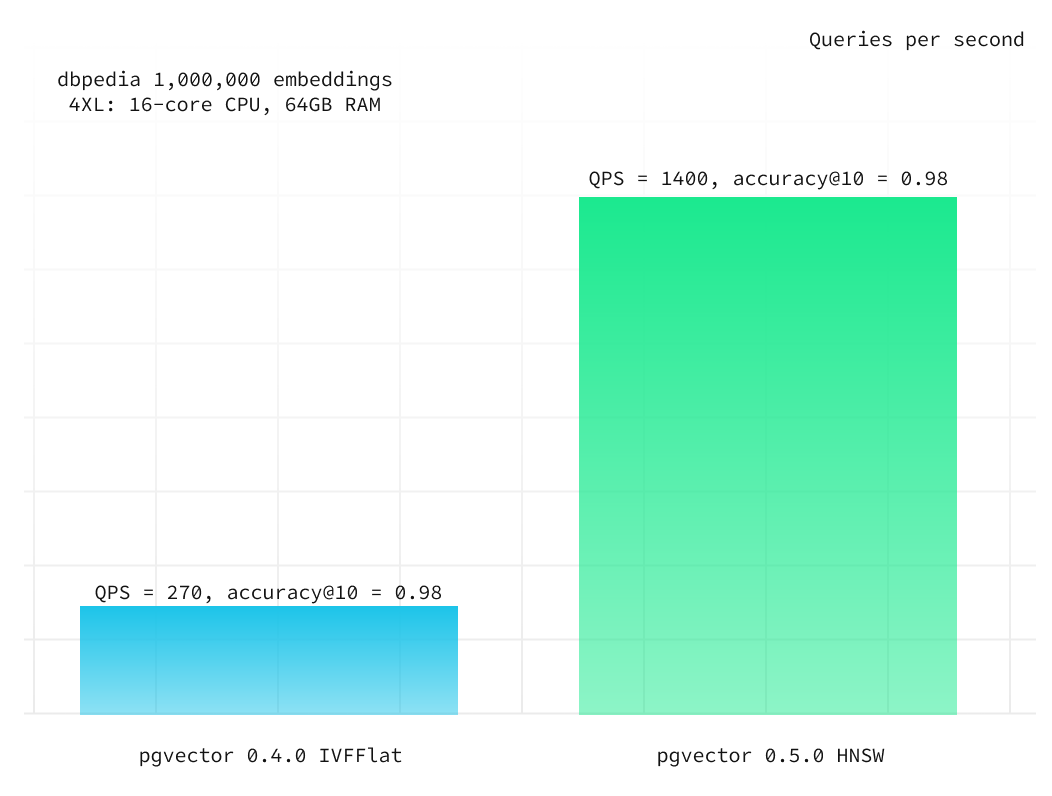 Queries per second
dbpedia 1,000,000 embeddings
4XL: 16-core CPU, 64GB RAM
QPS = 1400, accuracy@10 = 0.98
QPS = 270, accuracy@10 = 0.98
pgvector 0.4.0 IVFFlat
pgvector 0.5.0 HNSW